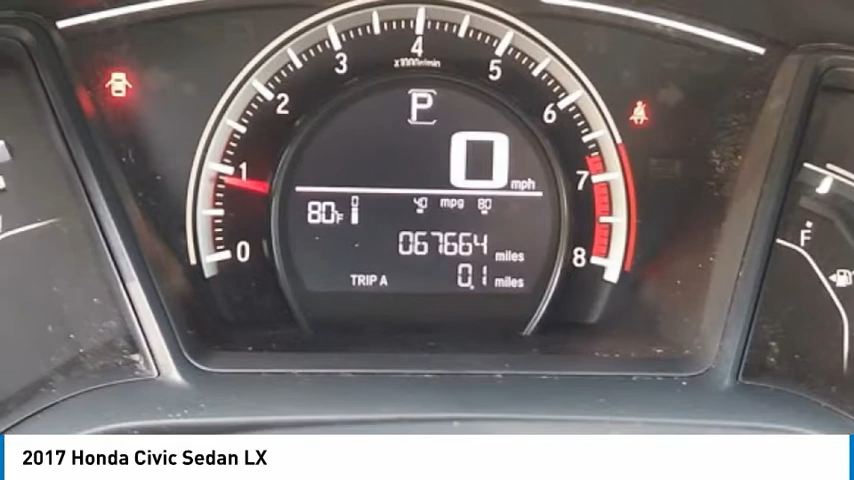 4
3
5
x1000r/min
2
6
P
1
0
mph
7
80°F
0
40
mpg
80
067664 miles
0
8
TRIP A
0.1 miles
F
2017 Honda Civic Sedan LX